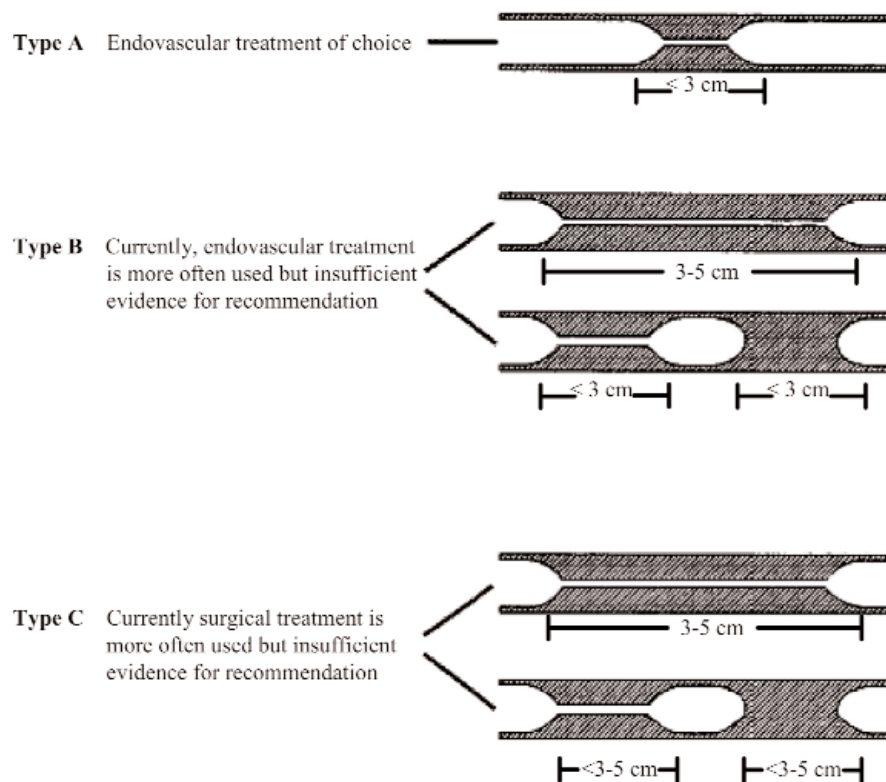 Type A Endovascular treatment of choice
< 3 cm
Type B Currently, endovascular treatment
is more often used but insufficient
evidence for recommendation
3-5 cm
< 3 cm < 3 cm
Type C Currently surgical treatment is
more often used but insufficient
evidence for recommendation
3-5 cm
<3-5 cm <3-5 cm